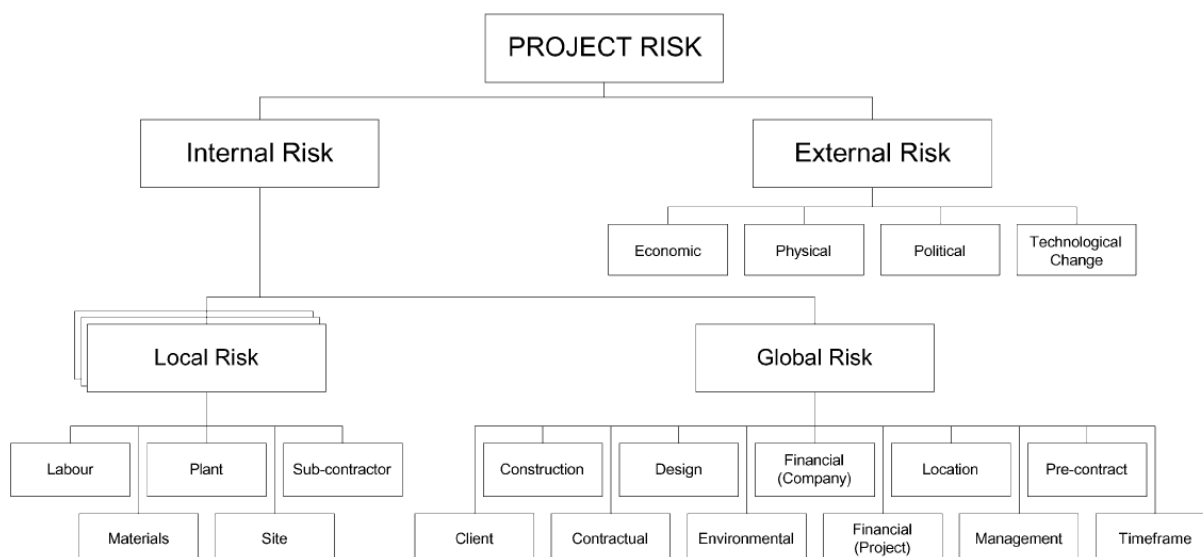 PROJECT RISK
Internal Risk
External Risk
Economic
Physical
Political
Technological
Change
Local Risk
Global Risk
Labour
Plant
Sub-contractor
Construction
Design
Financial
(Company)
Location
Pre-contract
Materials
Site
Client
Contractual
Environmental
Financial
(Project)
Management
Timeframe